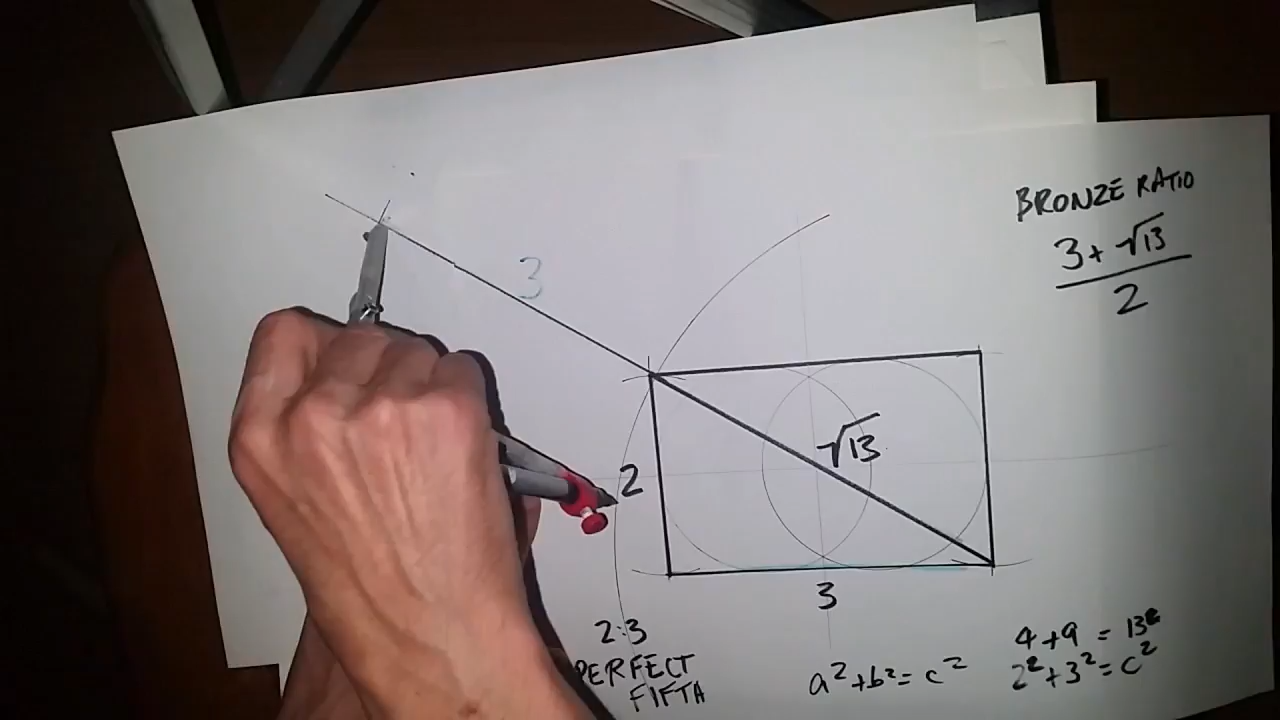 BRONZE RATIO
3+√13
2
3
√13
2
3
2:3
PERFECT
FIFTH
a²+b²=c²
4+9=13²
2²+3²=c²